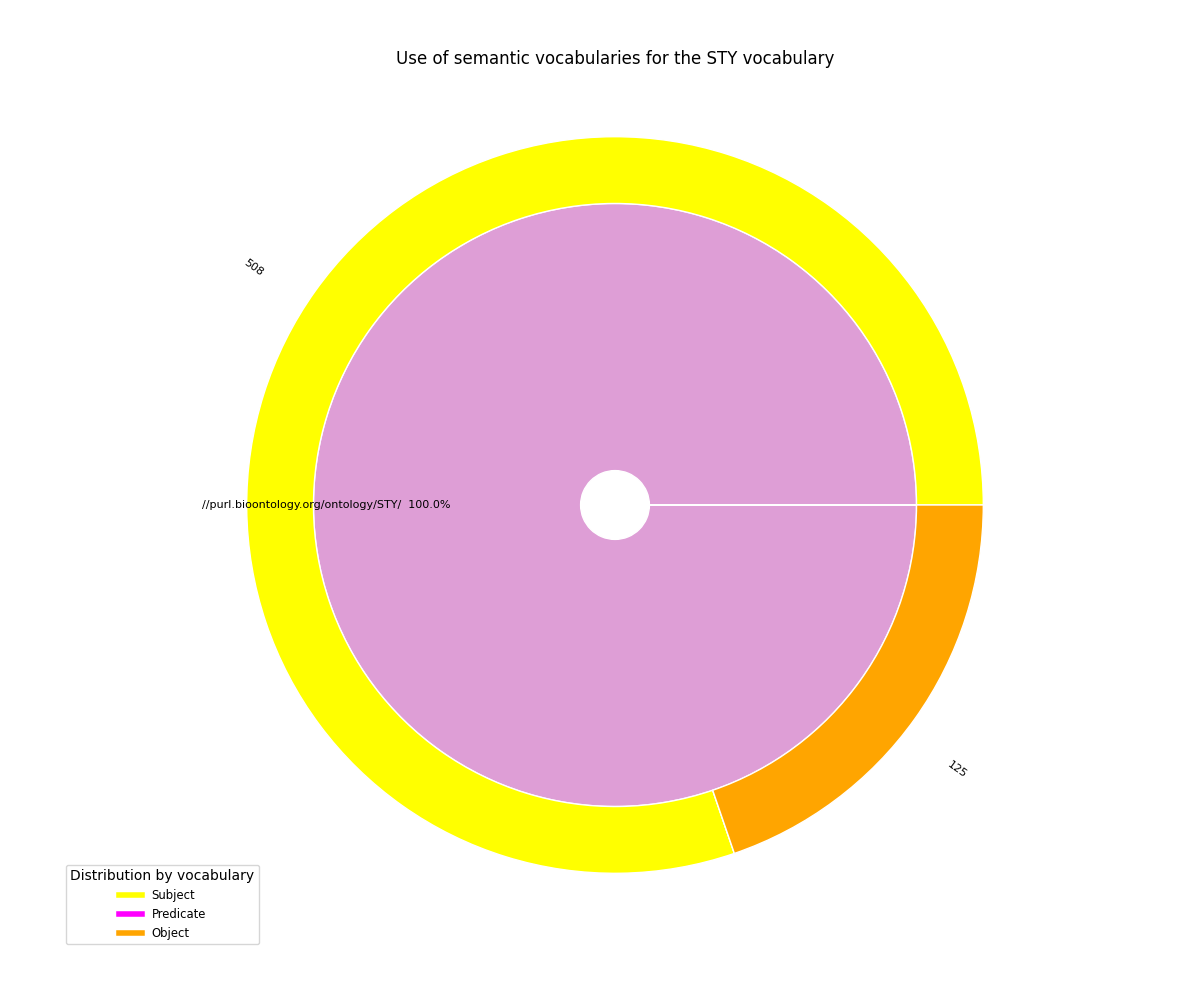 Use of semantic vocabularies for the STY vocabulary
508
//purl.bioontology.org/ontology/STY/  100.0%
125
Distribution by vocabulary
Subject
Predicate
Object